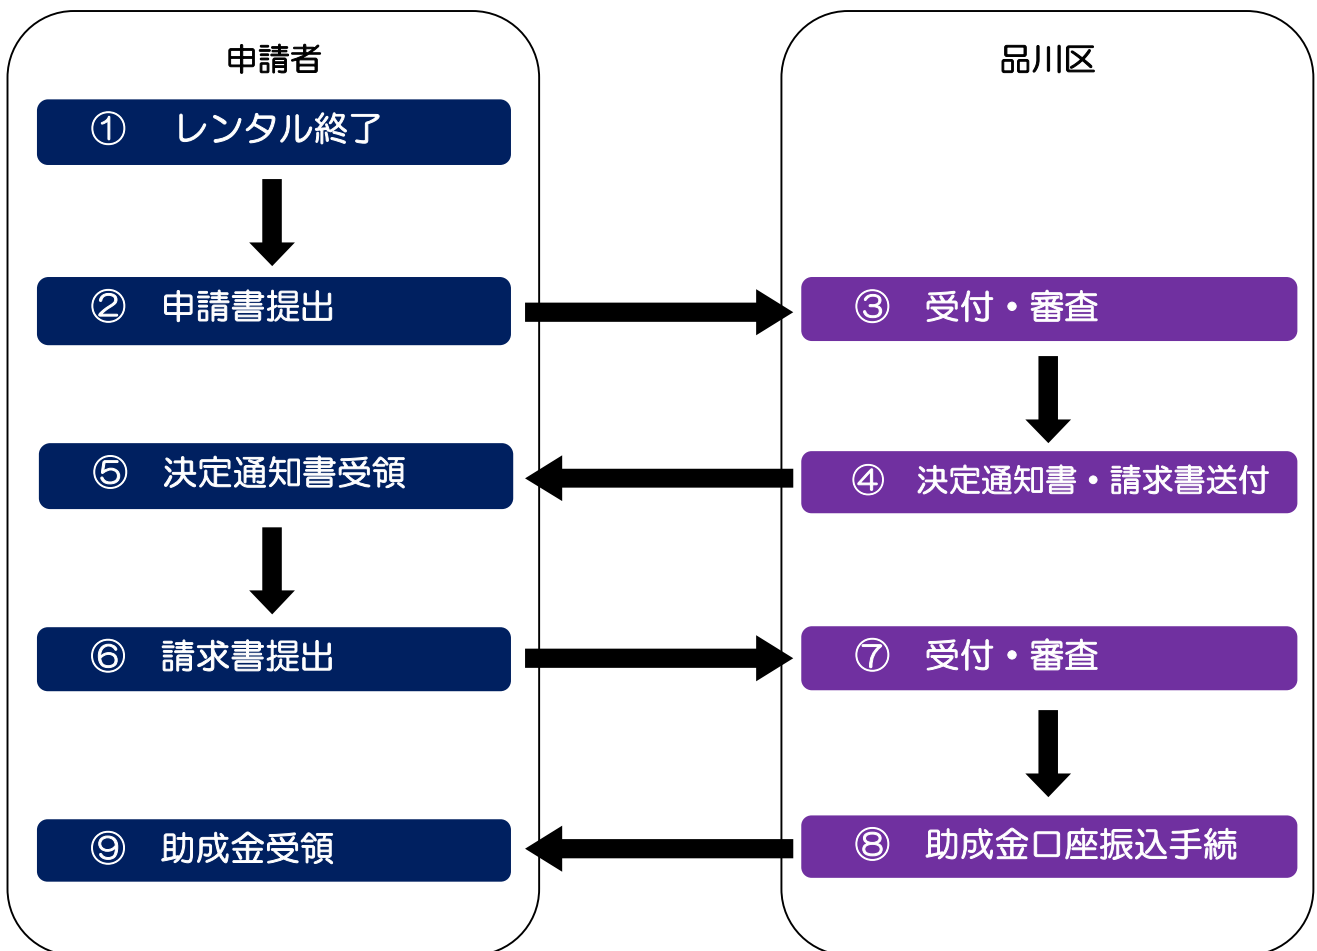 申請者
品川区
① レンタル終了
② 申請書提出
③ 受付・審査
④ 決定通知書・請求書送付
⑤ 決定通知書受領
⑥ 請求書提出
⑦ 受付・審査
⑧ 助成金口座振込手続
⑨ 助成金受領